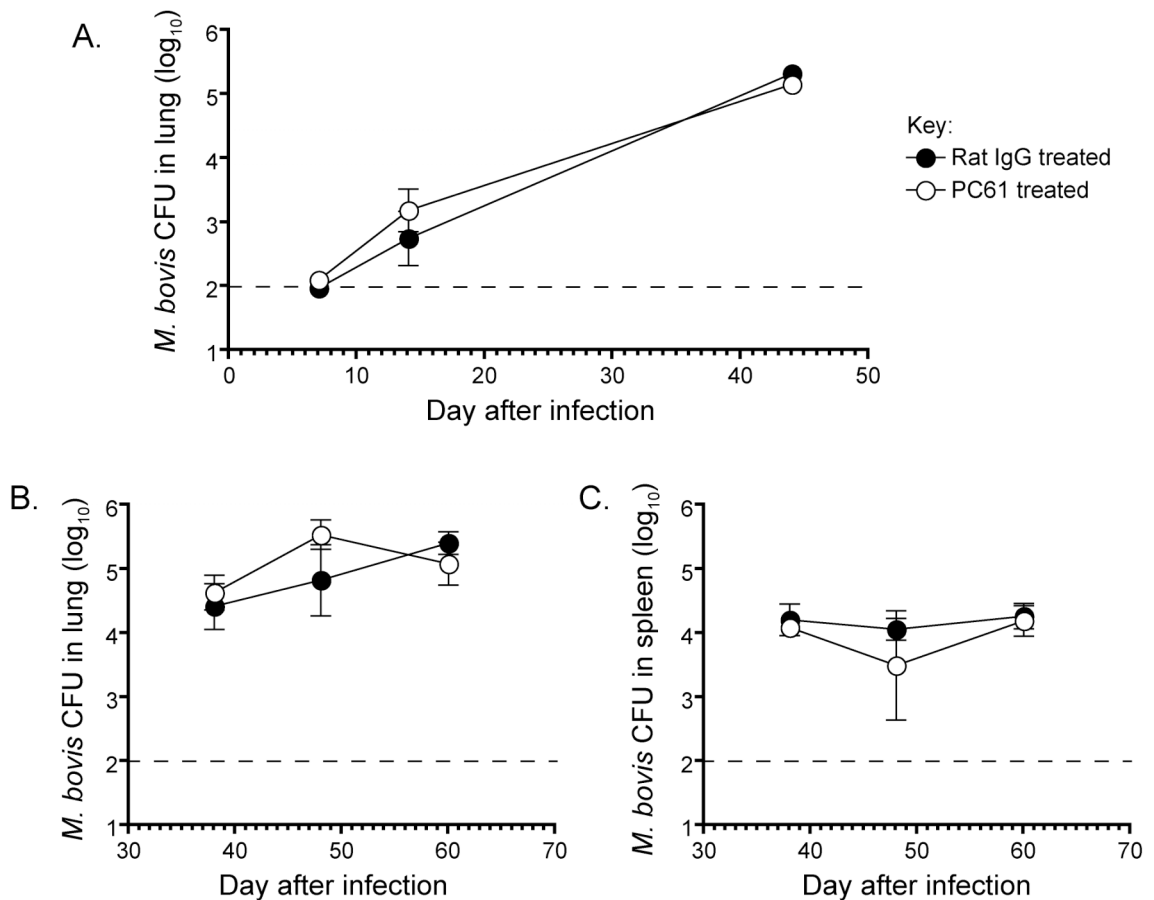 A.
M. bovis CFU in lung (log10)
6
5
4
3
2
1
0 10 20 30 40 50
Day after infection
Key:
Rat IgG treated
PC61 treated
B.
M. bovis CFU in lung (log10)
6
5
4
3
2
1
30 40 50 60 70
Day after infection
C.
M. bovis CFU in spleen (log10)
6
5
4
3
2
1
30 40 50 60 70
Day after infection